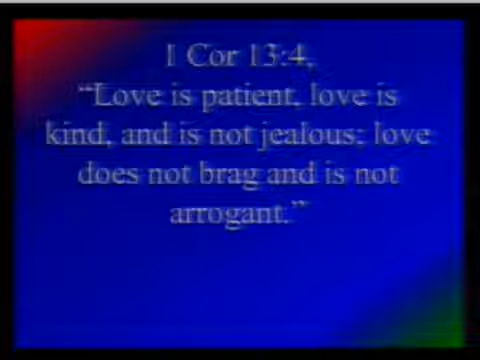 1 Cor 13:4,
“Love is patient, love is
kind, and is not jealous; love
does not brag and is not
arrogant.”